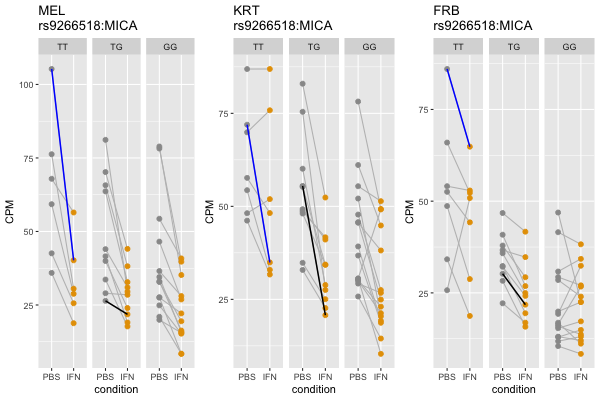 MEL
rs9266518:MICA
TT TG GG
CPM
100
75
50
25
PBS IFN PBS IFN PBS IFN
condition
KRT
rs9266518:MICA
TT TG GG
CPM
75
50
25
PBS IFN PBS IFN PBS IFN
condition
FRB
rs9266518:MICA
TT TG GG
CPM
75
50
25
PBS IFN PBS IFN PBS IFN
condition